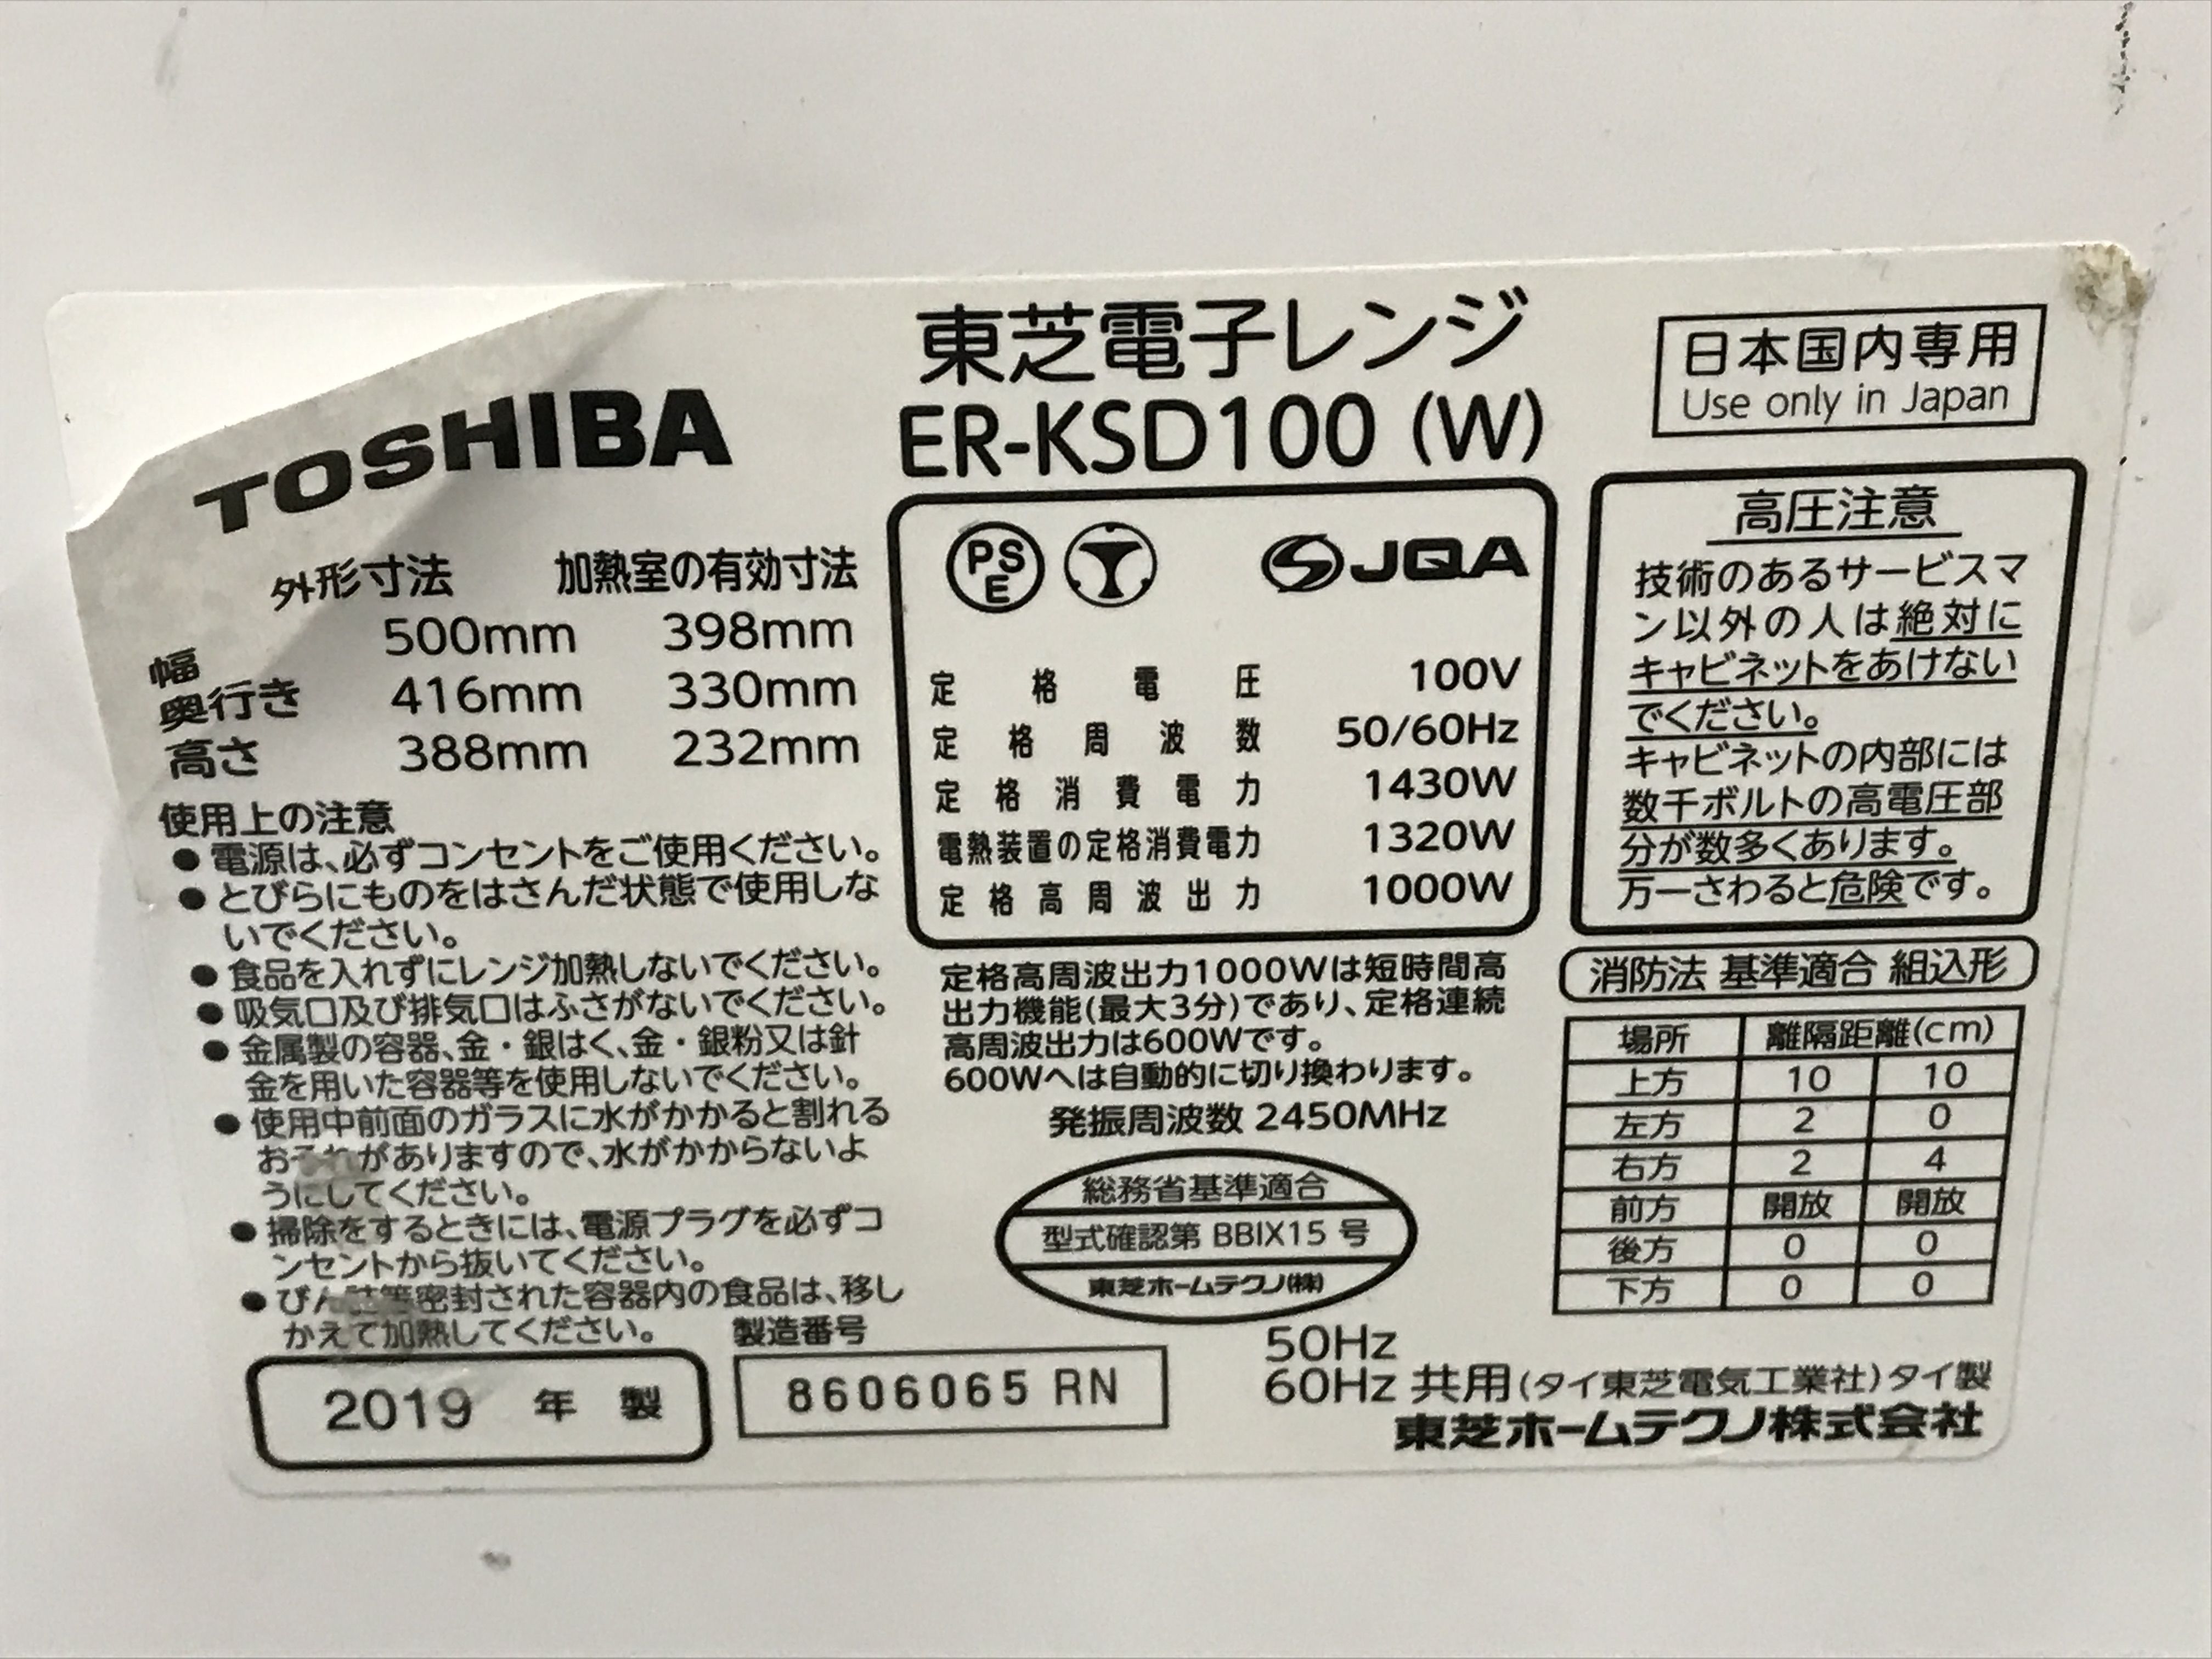 東芝電子レンジ
TOSHIBA
ER-KSD100 (W)
日本国内専用
Use only in Japan
外形寸法 加熱室の有効寸法
幅 500mm 398mm
奥行き 416mm 330mm
高さ 388mm 232mm
使用上の注意
● 電源は、必ずコンセントをご使用ください。
● とびらにものをはさんだ状態で使用しな
いでください。
● 食品を入れずにレンジ加熱しないでください。
● 吸気口及び排気口はふさがないでください。
● 金属製の容器、金・銀はく、金・銀粉又は針
金を用いた容器等を使用しないでください。
● 使用中前面のガラスに水がかかると割れる
おそれがありますので、水がかからないよ
うにしてください。
● 掃除をするときには、電源プラグを必ずコ
ンセントから抜いてください。
● びん詰等密封された容器内の食品は、移し
かえて加熱してください。
2019 年 製
製造番号
8606065 RN
PSE
JQA
定格電圧 100V
定格周波数 50/60Hz
定格消費電力 1430W
電熱装置の定格消費電力 1320W
定格高周波出力 1000W
定格高周波出力1000Wは短時間高
出力機能(最大3分)であり、定格連続
高周波出力は600Wです。
600Wへは自動的に切り換わります。
発振周波数 2450MHz
総務省基準適合
型式確認第 BBIX15 号
東芝ホームテクノ(株)
高圧注意
技術のあるサービスマ
ン以外の人は絶対に
キャビネットをあけない
でください。
キャビネットの内部には
数千ボルトの高電圧部
分が数多くあります。
万一さわると危険です。
消防法 基準適合 組込形
場所 離隔距離(cm)
上方 10 10
左方 2 0
右方 2 4
前方 開放 開放
後方 0 0
下方 0 0
50Hz
60Hz 共用(タイ東芝電気工業社)タイ製
東芝ホームテクノ株式会社